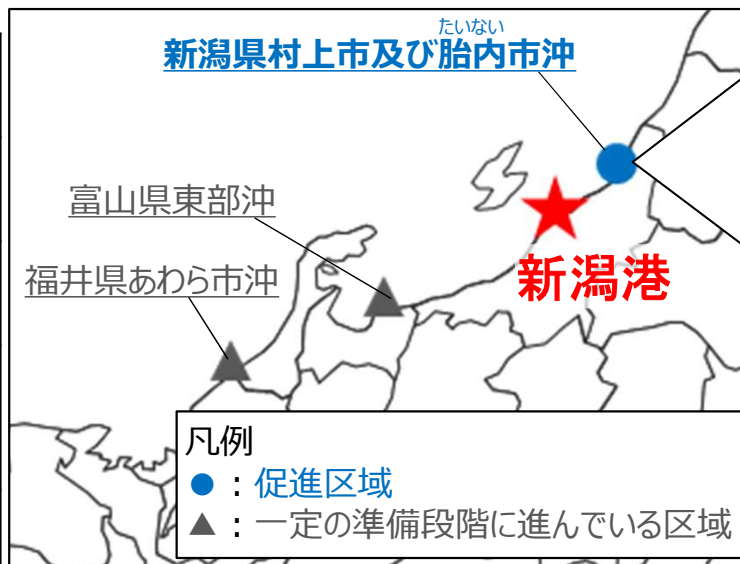 たいない
新潟県村上市及び胎内市沖
富山県東部沖
福井県あわら市沖
新潟港
凡例
●：促進区域
▲：一定の準備段階に進んでいる区域